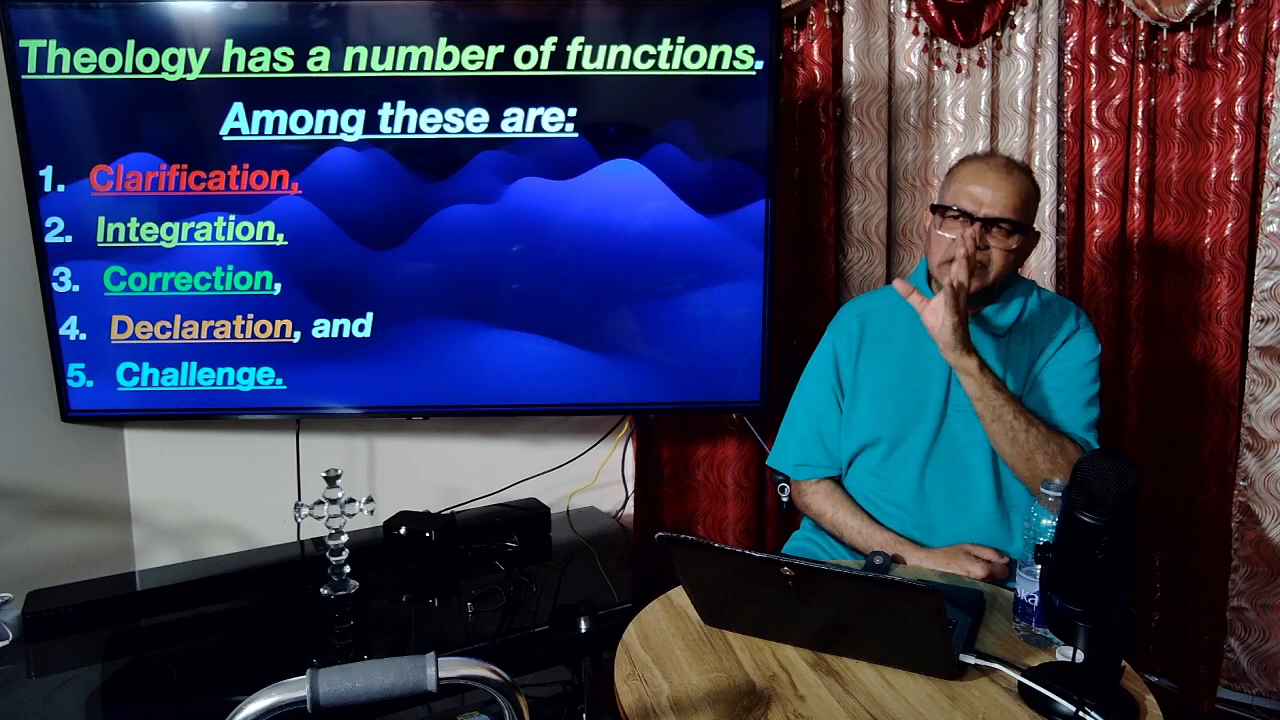 Theology has a number of functions.
Among these are:
1. Clarification,
2. Integration,
3. Correction,
4. Declaration, and
5. Challenge.